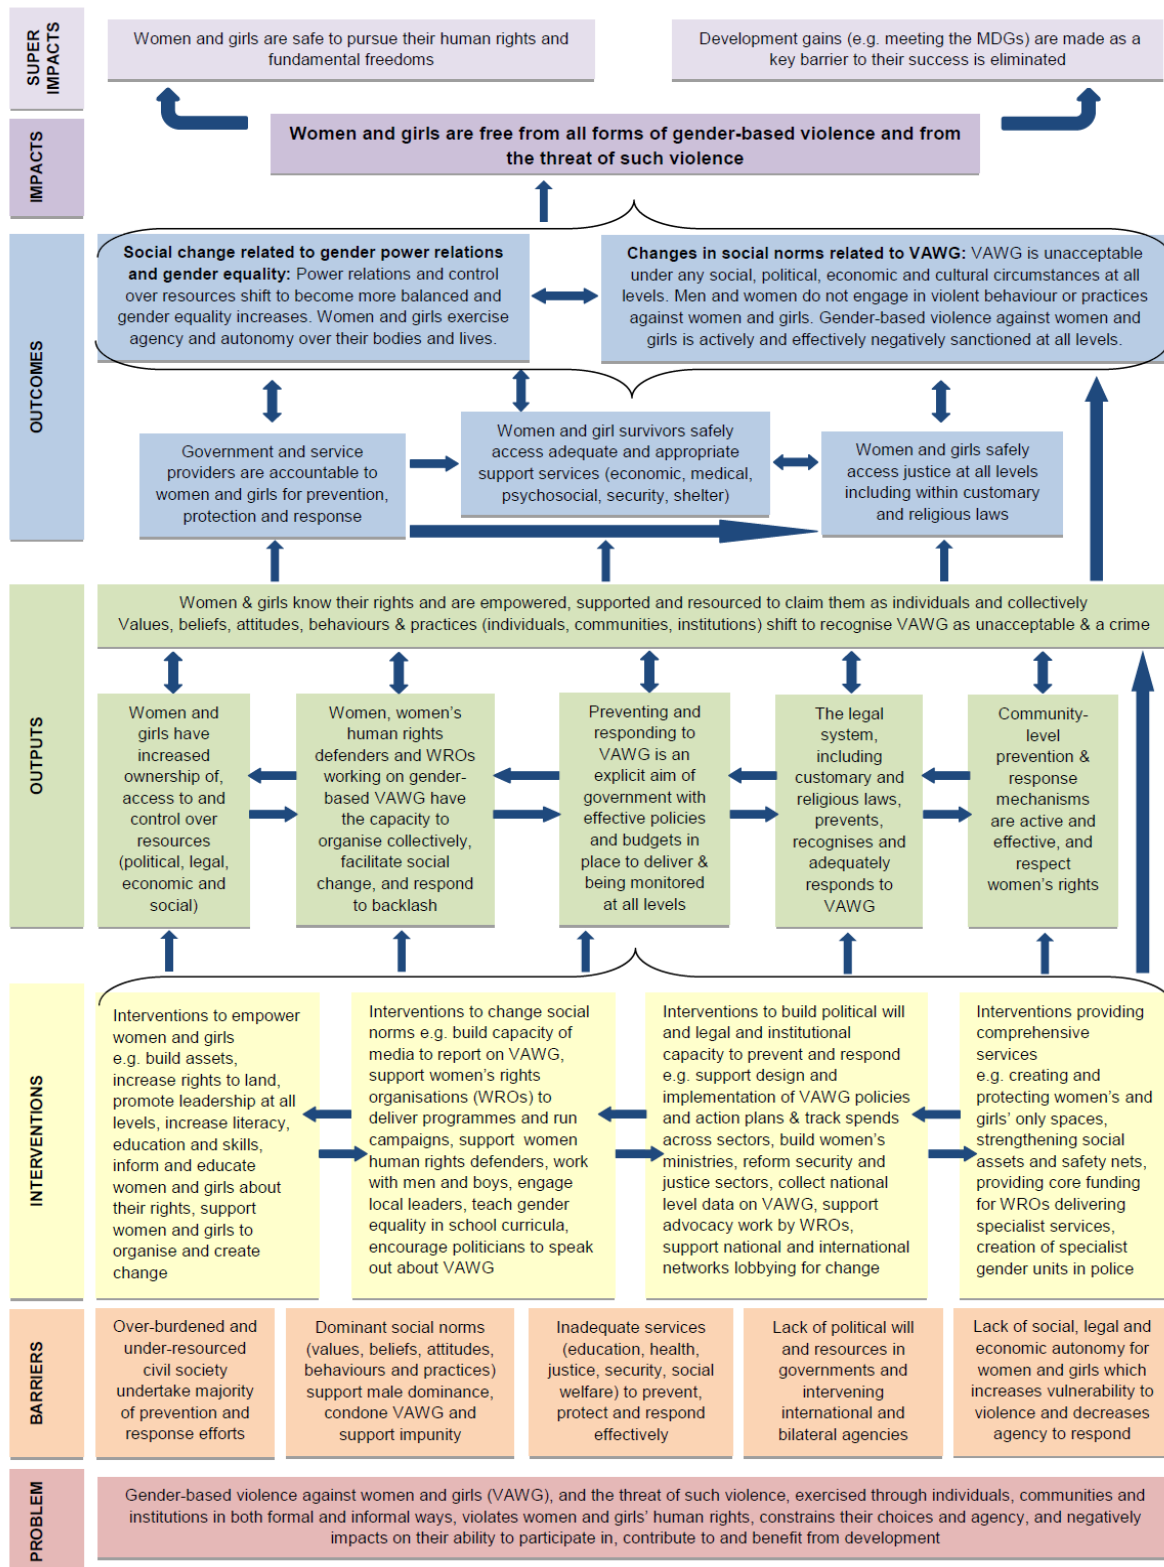 SUPER
IMPACTS
Women and girls are safe to pursue their human rights and
fundamental freedoms
Development gains (e.g. meeting the MDGs) are made as a
key barrier to their success is eliminated
IMPACTS
Women and girls are free from all forms of gender-based violence and from
the threat of such violence
OUTCOMES
Social change related to gender power relations
and gender equality: Power relations and control
over resources shift to become more balanced and
gender equality increases. Women and girls exercise
agency and autonomy over their bodies and lives.
Changes in social norms related to VAWG: VAWG is unacceptable
under any social, political, economic and cultural circumstances at all
levels. Men and women do not engage in violent behaviour or practices
against women and girls. Gender-based violence against women and
girls is actively and effectively negatively sanctioned at all levels.
Government and service
providers are accountable to
women and girls for prevention,
protection and response
Women and girl survivors safely
access adequate and appropriate
support services (economic, medical,
psychosocial, security, shelter)
Women and girls safely
access justice at all levels
including within customary
and religious laws
OUTPUTS
Women & girls know their rights and are empowered, supported and resourced to claim them as individuals and collectively
Values, beliefs, attitudes, behaviours & practices (individuals, communities, institutions) shift to recognise VAWG as unacceptable & a crime
Women and
girls have
increased
ownership of,
access to and
control over
resources
(political, legal,
economic and
social)
Women, women's
human rights
defenders and WROs
working on gender-
based VAWG have
the capacity to
organise collectively,
facilitate social
change, and respond
to backlash
Preventing and
responding to
VAWG is an
explicit aim of
government with
effective policies
and budgets in
place to deliver &
being monitored
at all levels
The legal
system,
including
customary and
religious laws,
prevents,
recognises and
adequately
responds to
VAWG
Community-
level
prevention &
response
mechanisms
are active and
effective, and
respect
women's rights
INTERVENTIONS
Interventions to empower
women and girls
e.g. build assets,
increase rights to land,
promote leadership at all
levels, increase literacy,
education and skills,
inform and educate
women and girls about
their rights, support
women and girls to
organise and create
change
Interventions to change social
norms e.g. build capacity of
media to report on VAWG,
support women's rights
organisations (WROs) to
deliver programmes and run
campaigns, support women
human rights defenders, work
with men and boys, engage
local leaders, teach gender
equality in school curricula,
encourage politicians to speak
out about VAWG
Interventions to build political will
and legal and institutional
capacity to prevent and respond
e.g. support design and
implementation of VAWG policies
and action plans & track spends
across sectors, build women's
ministries, reform security and
justice sectors, collect national
level data on VAWG, support
advocacy work by WROs,
support national and international
networks lobbying for change
Interventions providing
comprehensive
services
e.g. creating and
protecting women's and
girls' only spaces,
strengthening social
assets and safety nets,
providing core funding
for WROs delivering
specialist services,
creation of specialist
gender units in police
BARRIERS
Over-burdened and
under-resourced
civil society
undertake majority
of prevention and
response efforts
Dominant social norms
(values, beliefs, attitudes,
behaviours and practices)
support male dominance,
condone VAWG and
support impunity
Inadequate services
(education, health,
justice, security, social
welfare) to prevent,
protect and respond
effectively
Lack of political will
and resources in
governments and
intervening
international and
bilateral agencies
Lack of social, legal and
economic autonomy for
women and girls which
increases vulnerability to
violence and decreases
agency to respond
PROBLEM
Gender-based violence against women and girls (VAWG), and the threat of such violence, exercised through individuals, communities and
institutions in both formal and informal ways, violates women and girls' human rights, constrains their choices and agency, and negatively
impacts on their ability to participate in, contribute to and benefit from development